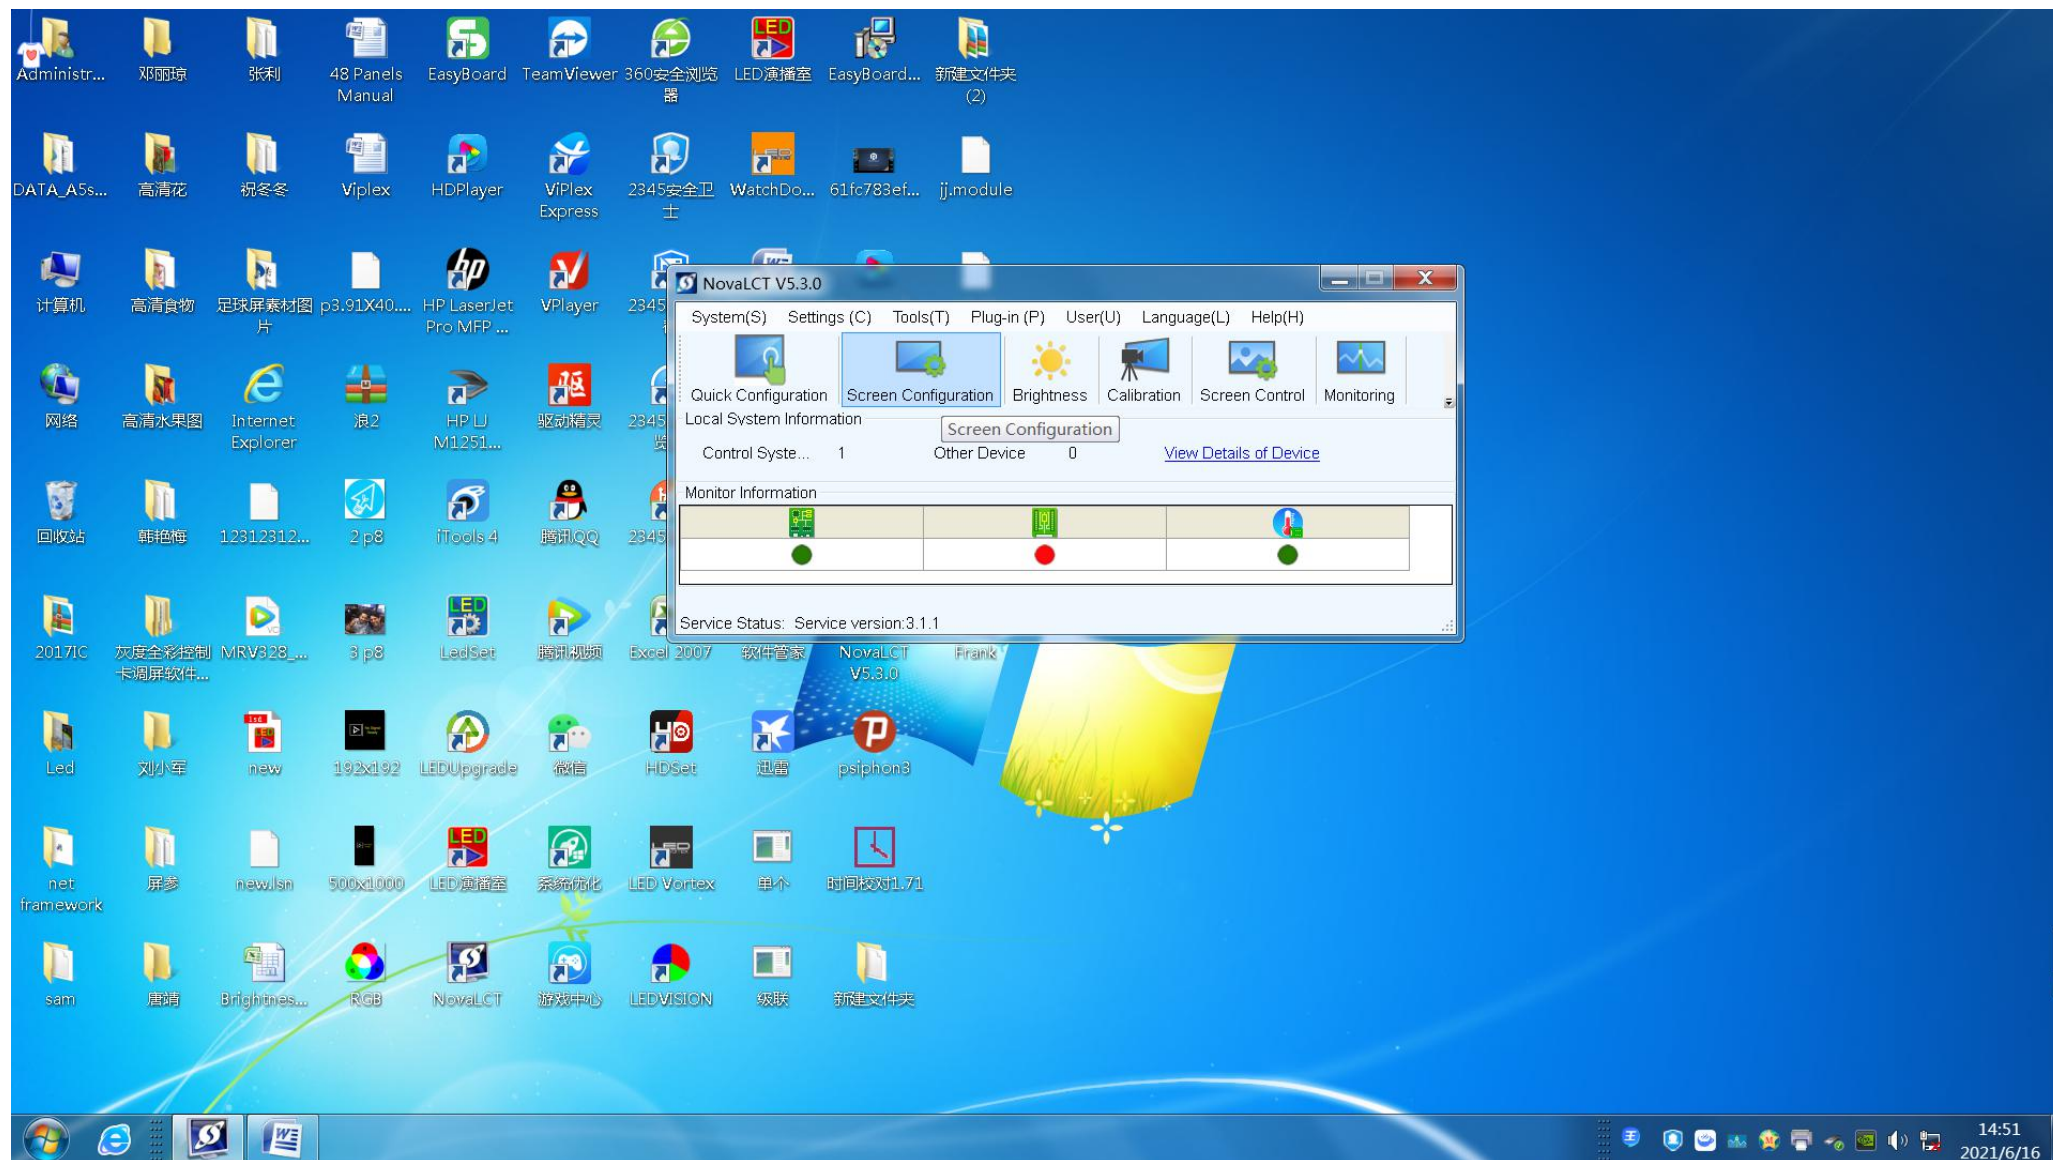 Administr...
邓丽琼
张利
48 Panels
Manual
EasyBoard
TeamViewer
360安全浏览
器
LED演播室
EasyBoard...
新建文件夹
(2)
DATA_A5s...
高清花
祝冬冬
Viplex
HDPlayer
ViPlex
Express
2345安全卫
士
WatchDo...
61fc783ef...
jj.module
计算机
高清食物
足球屏素材图
片
p3.91X40....
HP LaserJet
Pro MFP ...
VPlayer
2345
网络
高清水果图
Internet
Explorer
浪2
HP LJ
M1251...
驱动精灵
2345
览
回收站
韩艳梅
12312312...
2 p8
iTools 4
腾讯QQ
2345
2017IC
灰度全彩控制
卡调屏软件...
MRV328_...
3 p8
LedSet
腾讯视频
Excel 2007
软件管家
NovaLCT
V5.3.0
Frank
Led
刘小军
new
192x192
LEDUpgrade
微信
HDSet
迅雷
psiphon3
net
framework
屏参
new.lsn
500x1000
LED演播室
系统优化
LED Vortex
单个
时间校对1.71
sam
唐靖
Brightnes...
RGB
NovaLCT
游戏中心
LEDVISION
级联
新建文件夹
NovaLCT V5.3.0
System(S) Settings (C) Tools(T) Plug-in (P) User(U) Language(L) Help(H)
Quick Configuration Screen Configuration Brightness Calibration Screen Control Monitoring
Local System Information
Screen Configuration
Control Syste... 1 Other Device 0 View Details of Device
Monitor Information
Service Status: Service version:3.1.1
14:51
2021/6/16